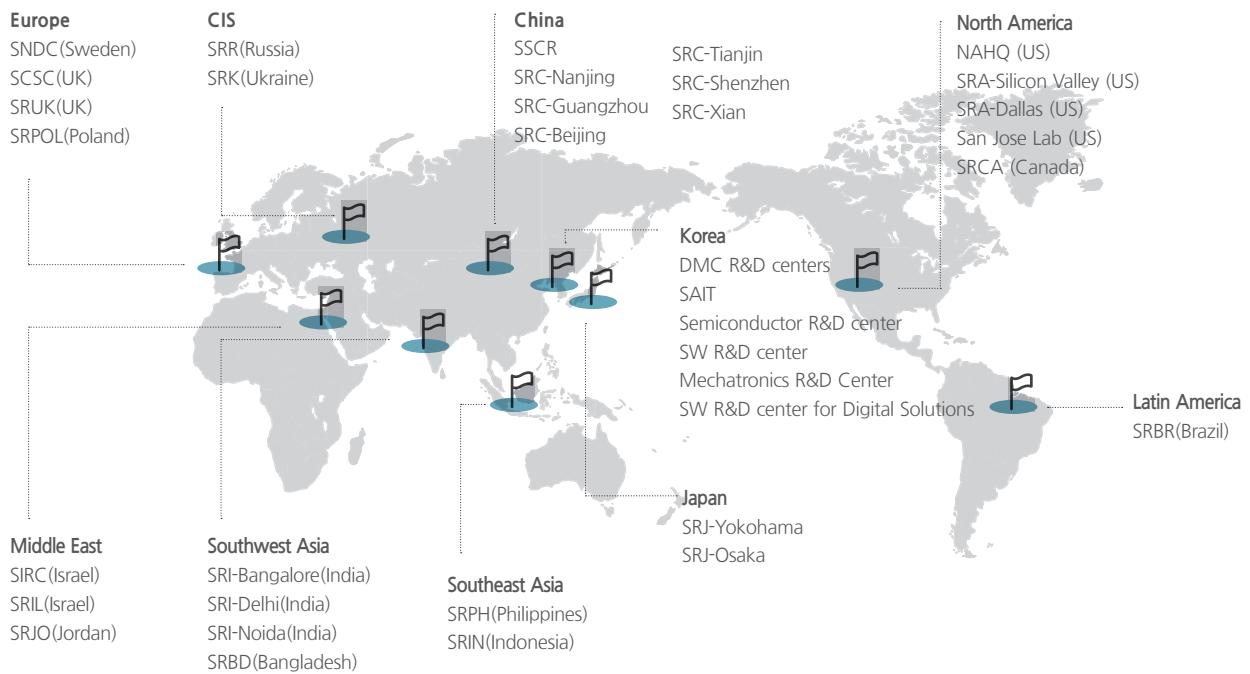 Europe
SNDC(Sweden)
SCSC(UK)
SRUK(UK)
SRPOL(Poland)
CIS
SRR(Russia)
SRK(Ukraine)
China
SSCR
SRC-Nanjing
SRC-Guangzhou
SRC-Beijing
SRC-Tianjin
SRC-Shenzhen
SRC-Xian
North America
NAHQ (US)
SRA-Silicon Valley (US)
SRA-Dallas (US)
San Jose Lab (US)
SRCA (Canada)
Korea
DMC R&D centers
SAIT
Semiconductor R&D center
SW R&D center
Mechatronics R&D Center
SW R&D center for Digital Solutions
Latin America
SRBR(Brazil)
Japan
SRJ-Yokohama
SRJ-Osaka
Middle East
SIRC(Israel)
SRIL(Israel)
SRJO(Jordan)
Southwest Asia
SRI-Bangalore(India)
SRI-Delhi(India)
SRI-Noida(India)
SRBD(Bangladesh)
Southeast Asia
SRPH(Philippines)
SRIN(Indonesia)